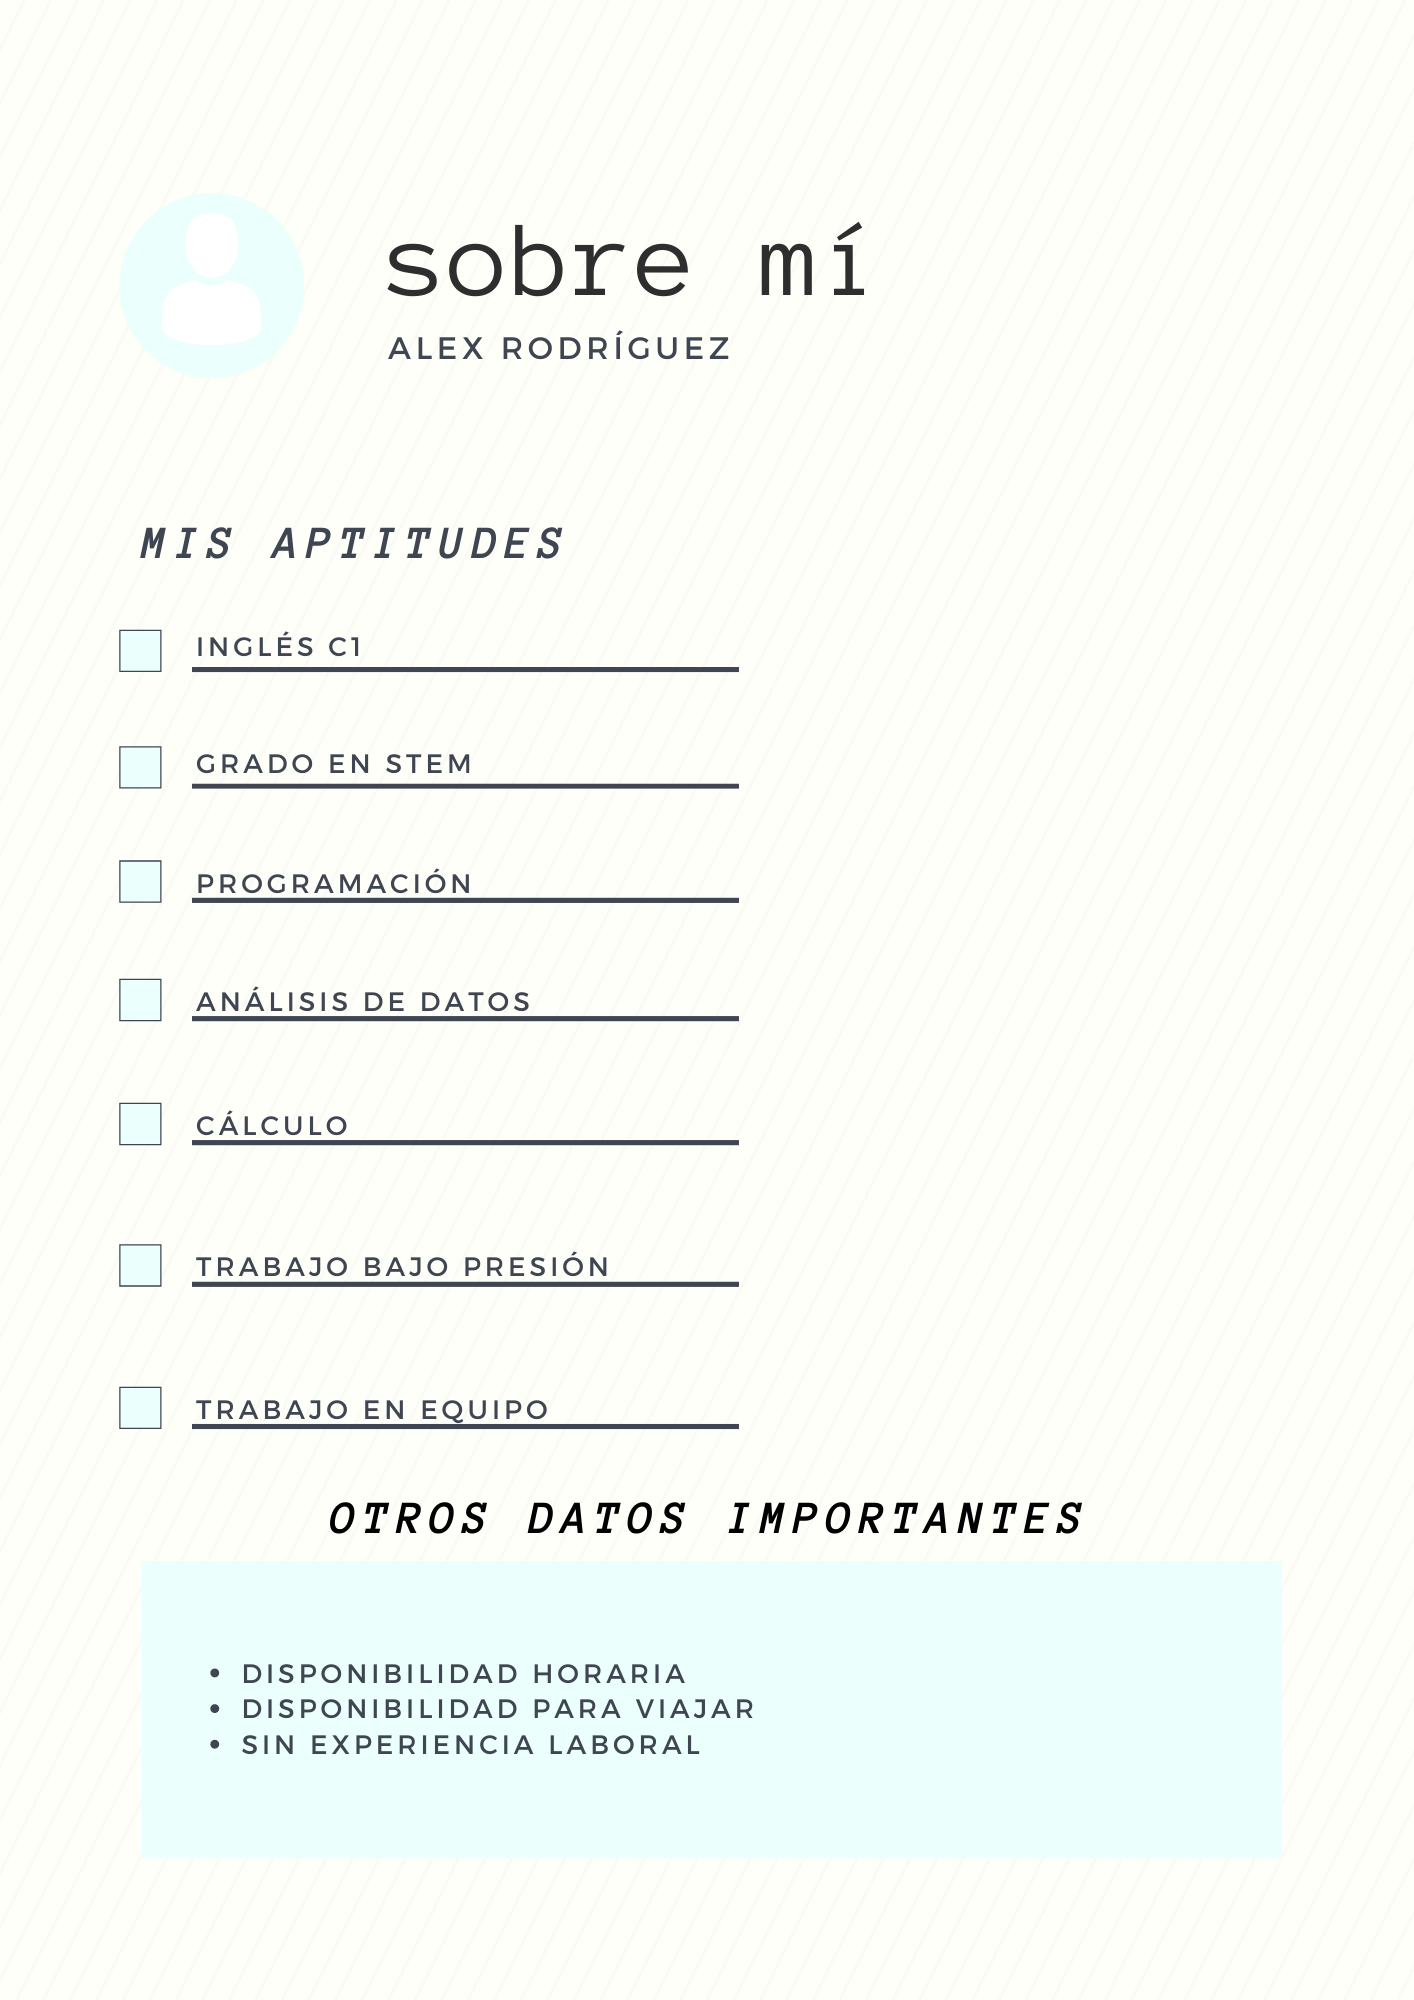 sobre mí
ALEX RODRÍGUEZ
MIS APTITUDES
INGLÉS C1
GRADO EN STEM
PROGRAMACIÓN
ANÁLISIS DE DATOS
CÁLCULO
TRABAJO BAJO PRESIÓN
TRABAJO EN EQUIPO
OTROS DATOS IMPORTANTES
• DISPONIBILIDAD HORARIA
• DISPONIBILIDAD PARA VIAJAR
• SIN EXPERIENCIA LABORAL